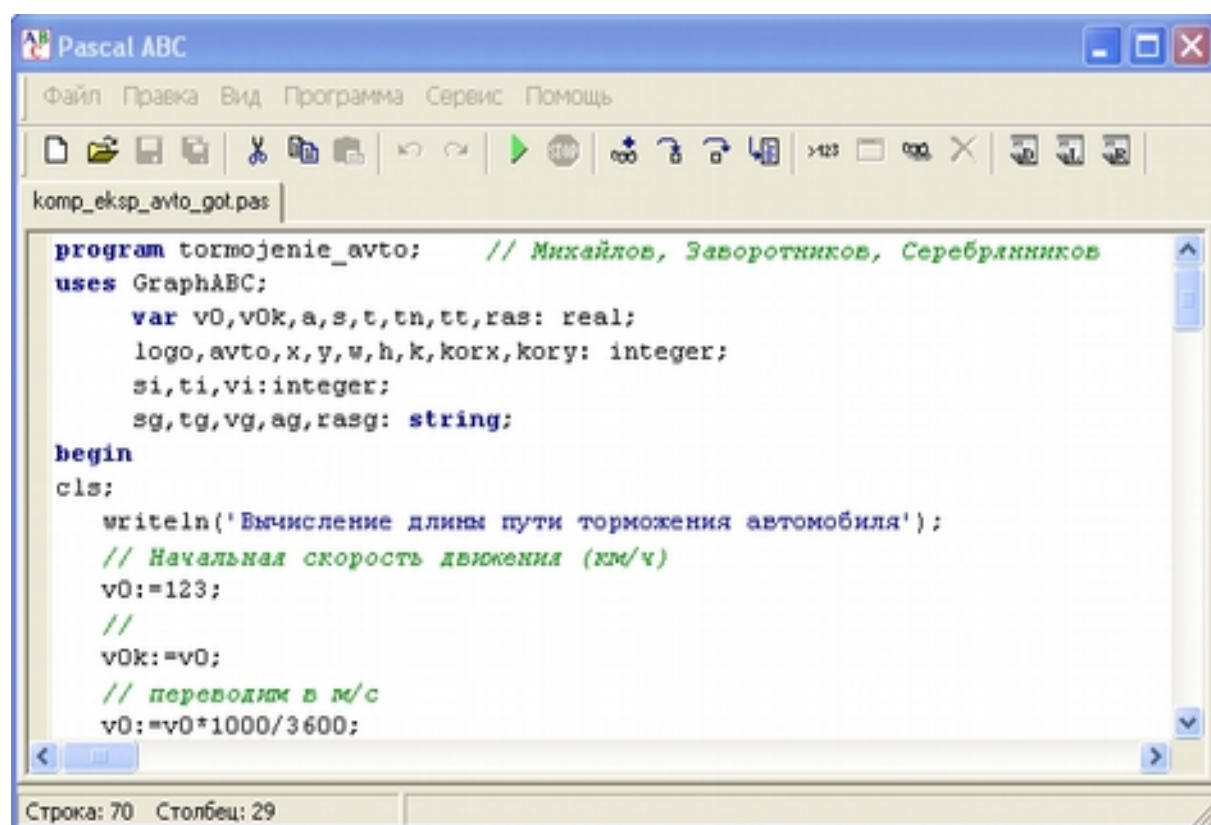 Pascal ABC
Файл Правка Вид Программа Сервис Помощь
komp_eksp_avto_got.pas
program tormojenie_avto; // Михайлов, Заворотников, Серебрянников
uses GraphABC;
var v0,v0k,a,s,t,tn,tt,ras: real;
logo,avto,x,y,w,h,k,korx,kory: integer;
si,ti,vi:integer;
sg,tg,vg,ag,rasg: string;
begin
cls;
writeln('Вычисление длины пути торможения автомобиля');
// Начальная скорость движения (км/ч)
v0:=123;
//
v0k:=v0;
// переводим в м/с
v0:=v0*1000/3600;
Строка: 70 Столбец: 29